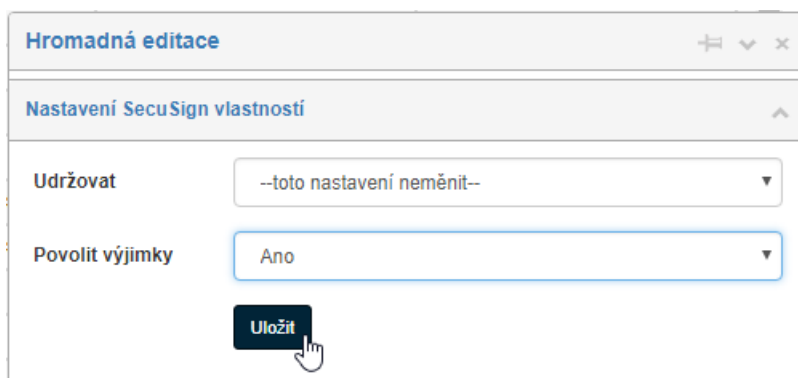 Hromadná editace
Nastavení SecuSign vlastností
Udržovat --toto nastavení neměnit--
Povolit výjimky Ano
Uložit